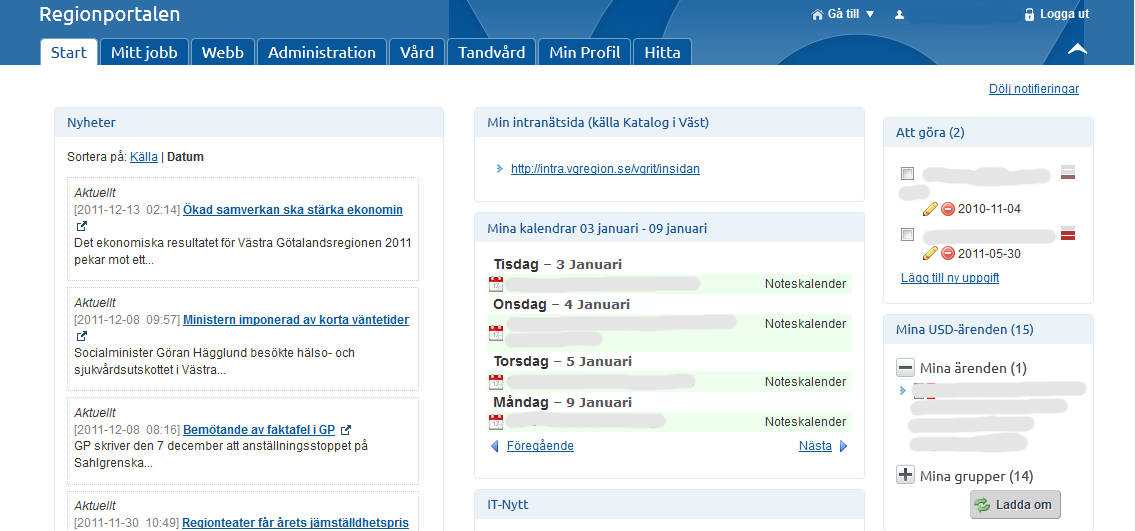 Regionportalen
Gå till
Logga ut
Start
Mitt jobb
Webb
Administration
Vård
Tandvård
Min Profil
Hitta
Dölj notifieringar
Nyheter
Sortera på: Källa | Datum
Aktuellt
[2011-12-13 02:14] Ökad samverkan ska stärka ekonomin
Det ekonomiska resultatet för Västra Götalandsregionen 2011
pekar mot ett...
Aktuellt
[2011-12-08 09:57] Ministern imponerad av korta väntetider
Socialminister Göran Hägglund besökte hälso- och
sjukvårdsutskottet i Västra...
Aktuellt
[2011-12-08 08:16] Bemötande av faktafel i GP
GP skriver den 7 december att anställningsstoppet på
Sahlgrenska...
Aktuellt
[2011-11-30 10:49] Regionteater får årets jämställdhetspris
Min intranätsida (källa Katalog i Väst)
http://intra.vgregion.se/vgrit/insidan
Mina kalendrar 03 januari - 09 januari
Tisdag – 3 Januari
Noteskalender
Onsdag – 4 Januari
Noteskalender
Torsdag – 5 Januari
Noteskalender
Måndag – 9 Januari
Noteskalender
Föregående
Nästa
IT-Nytt
Att göra (2)
2010-11-04
2011-05-30
Lägg till ny uppgift
Mina USD-ärenden (15)
Mina ärenden (1)
Mina grupper (14)
Ladda om